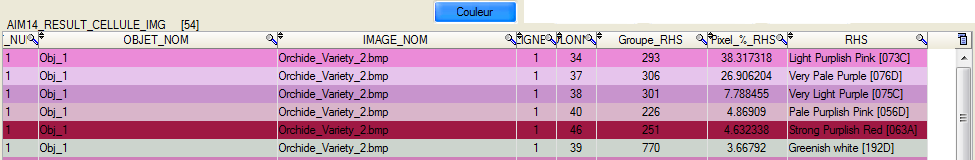 Couleur
AIM14_RESULT_CELLULE_IMG [54]
_NU OBJET_NOM IMAGE_NOM IGNE LONN Groupe_RHS Pixel_%_RHS RHS
1 Obj_1 Orchide_Variety_2.bmp 1 34 293 38.317318 Light Purplish Pink [073C]
1 Obj_1 Orchide_Variety_2.bmp 1 37 306 26.906204 Very Pale Purple [076D]
1 Obj_1 Orchide_Variety_2.bmp 1 38 301 7.788455 Very Light Purple [075C]
1 Obj_1 Orchide_Variety_2.bmp 1 40 226 4.86909 Pale Purplish Pink [056D]
1 Obj_1 Orchide_Variety_2.bmp 1 46 251 4.632338 Strong Purplish Red [063A]
1 Obj_1 Orchide_Variety_2.bmp 1 39 770 3.66792 Greenish white [192D]